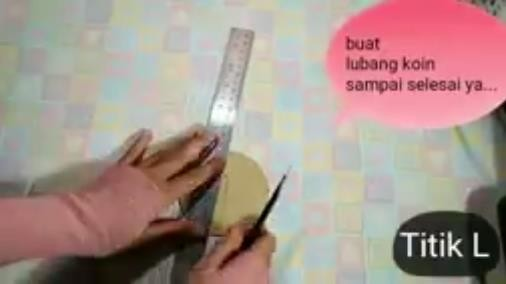 buat
lubang koin
sampai selesai ya...
Titik L